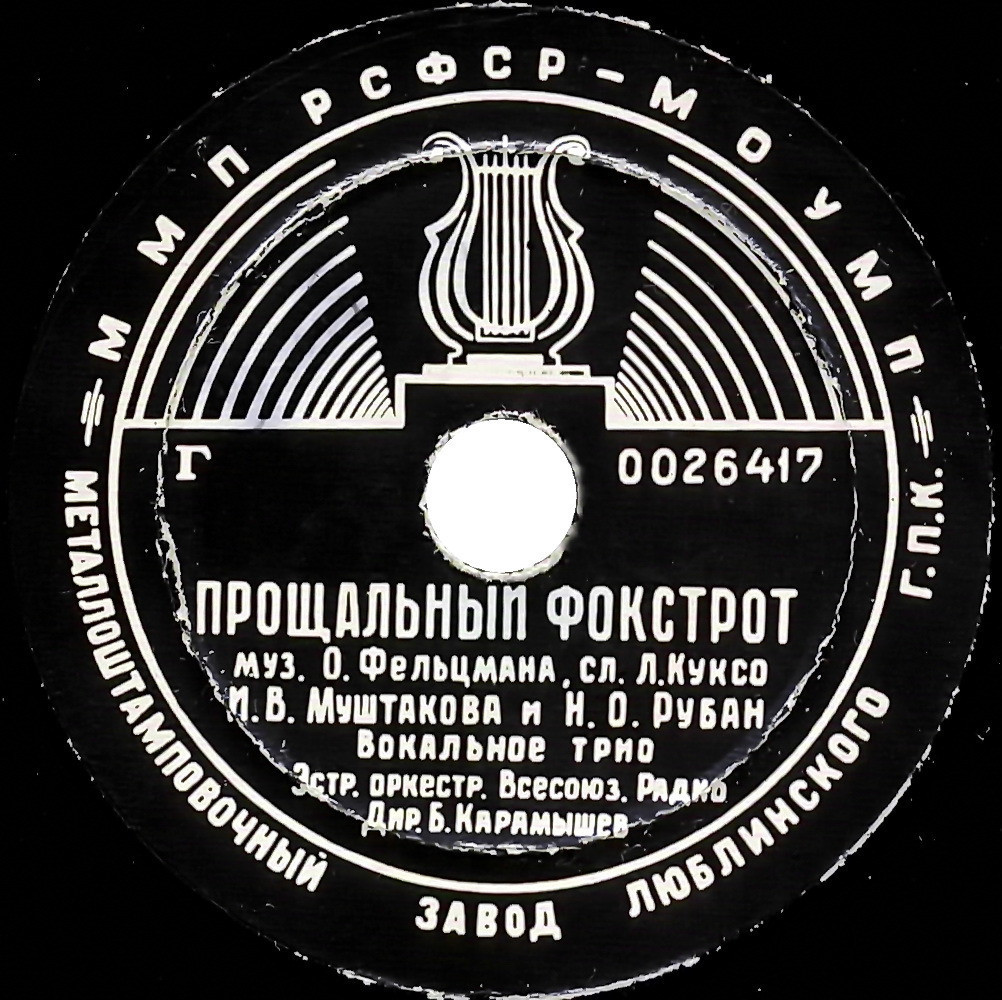 ММП РСФСР-МОУМП
Г 0026417
ПРОЩАЛЬНЫЙ ФОКСТРОТ
муз. О. Фельцмана, сл. Л. Куксо
И. В. Муштакова и Н. О. Рубан
Вокальное трио
Эстр. оркестр. Всесоюз. Радио
Дир. Б. Карамышев
МЕТАЛЛОШТАМПОВОЧНЫЙ ЗАВОД ЛЮБЛИНСКОГО Г.П.К.